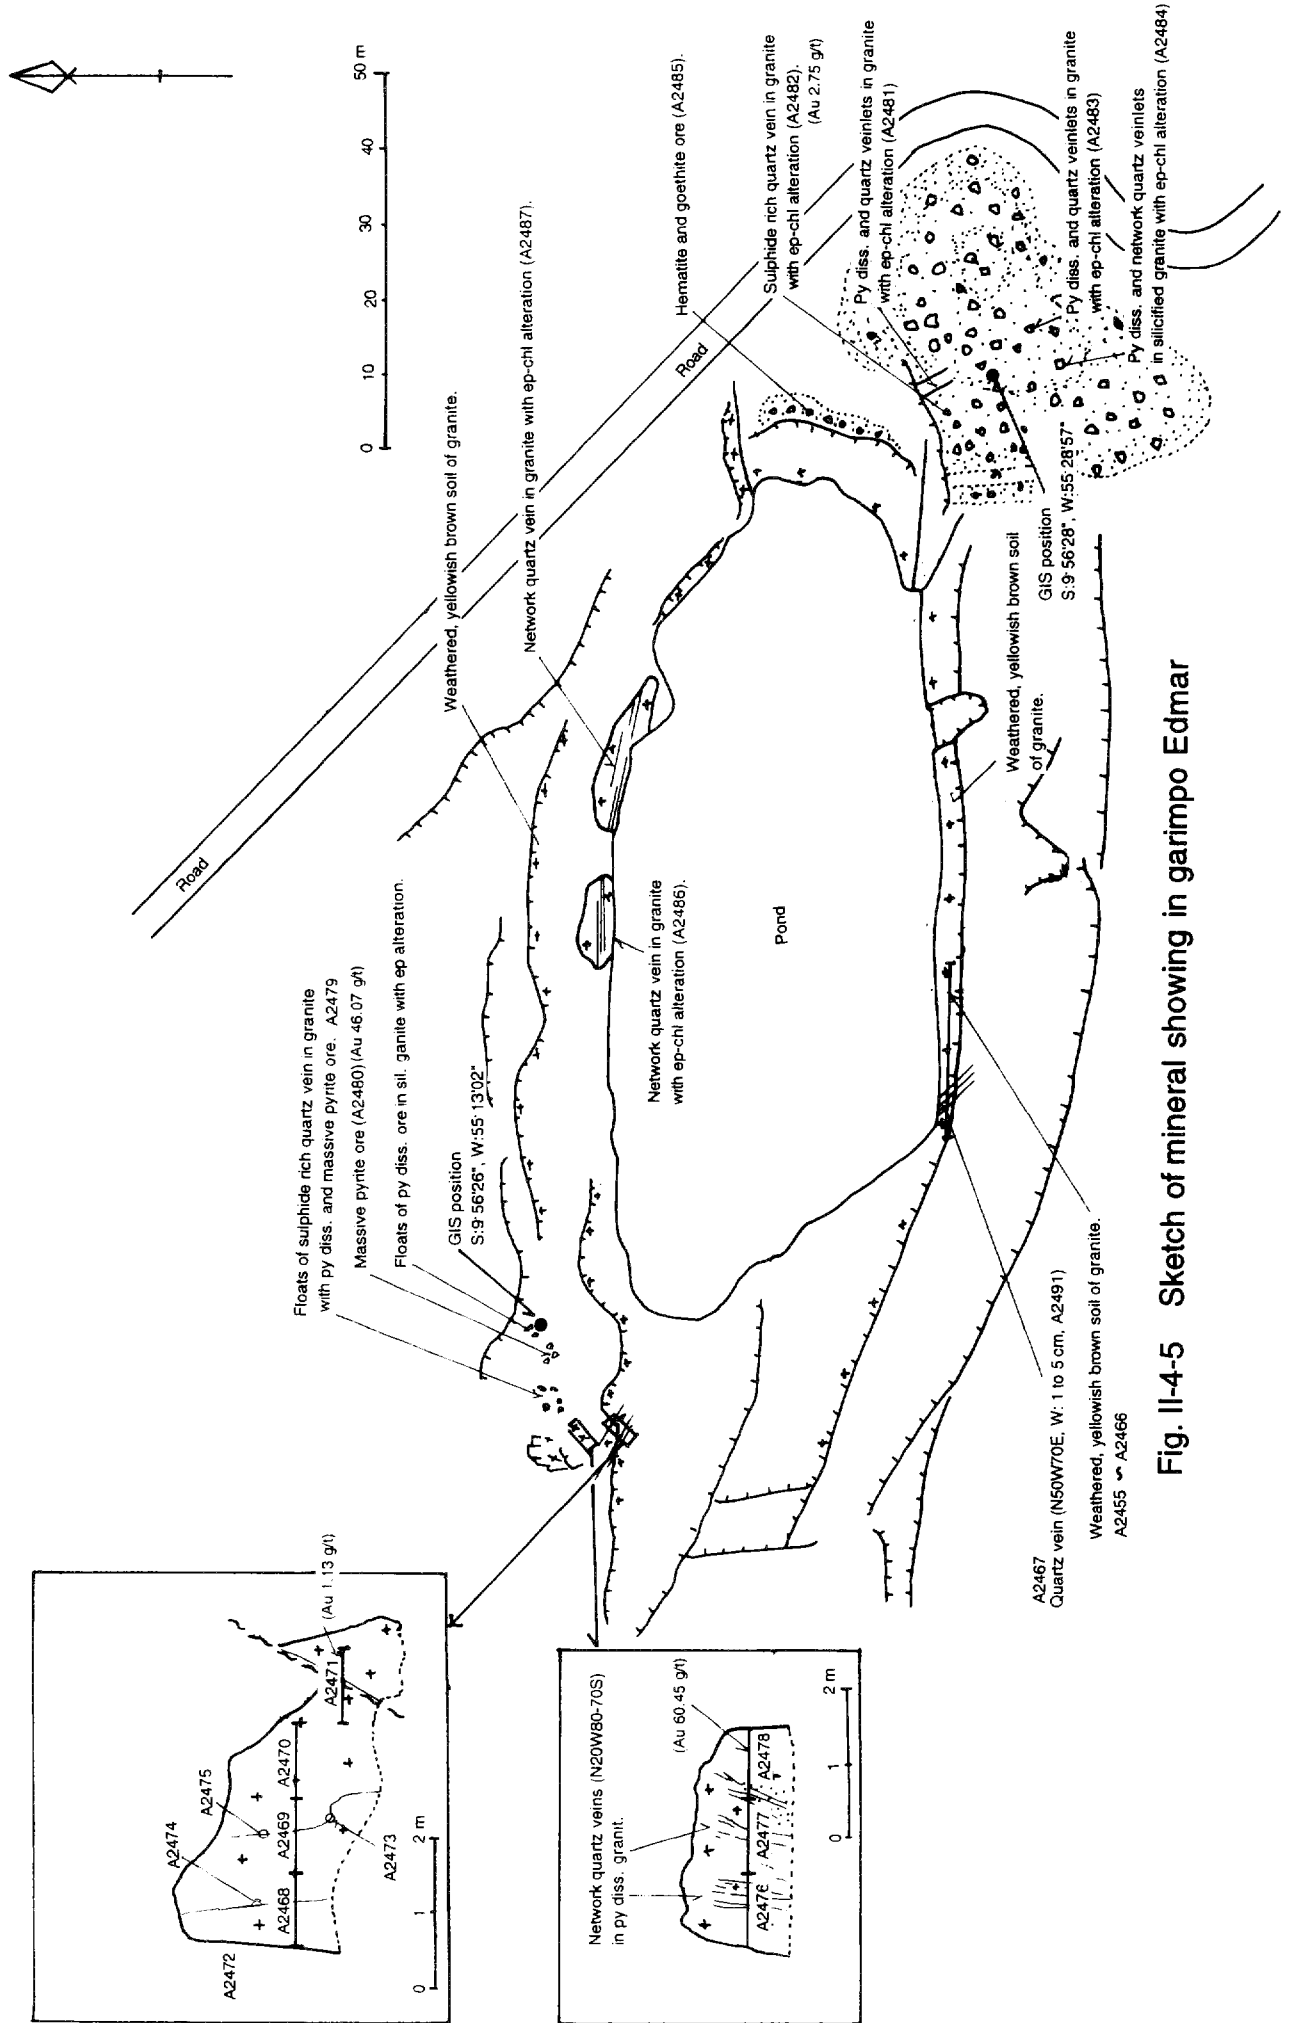 A2472
A2474
A2475
A2468
A2469
A2470
A2471
(Au 1.13 g/t)
A2473
0 1 2 m
Network quartz veins (N20W80-70S)
in py diss. granit.
(Au 60.45 g/t)
A2476
A2477
A2478
0 1 2 m
Floats of sulphide rich quartz vein in granite
with py diss. and massive pyrite ore. A2479
Massive pyrite ore (A2480)(Au 46.07 g/t)
Floats of py diss. ore in sil. ganite with ep alteration.
GIS position
S:9°56'26", W:55°13'02"
Road
Weathered, yellowish brown soil of granite.
Network quartz vein in granite with ep-chl alteration (A2487).
0 10 20 30 40 50 m
Road
Hematite and goethite ore (A2485).
Sulphide rich quartz vein in granite
with ep-chl alteration (A2482).
(Au 2.75 g/t)
Py diss. and quartz veinlets in granite
with ep-chl alteration (A2481)
Py diss. and quartz veinlets in granite
with ep-chl alteration (A2483)
Py diss. and network quartz veinlets
in silicified granite with ep-chl alteration (A2484)
GIS position
S:9°56'28", W:55°28'57"
Network quartz vein in granite
with ep-chl alteration (A2486).
Pond
Weathered, yellowish brown soil
of granite.
A2467
Quartz vein (N50W70E, W: 1 to 5 cm, A2491)
Weathered, yellowish brown soil of granite.
A2455 ~ A2466
Fig. II-4-5 Sketch of mineral showing in garimpo Edmar